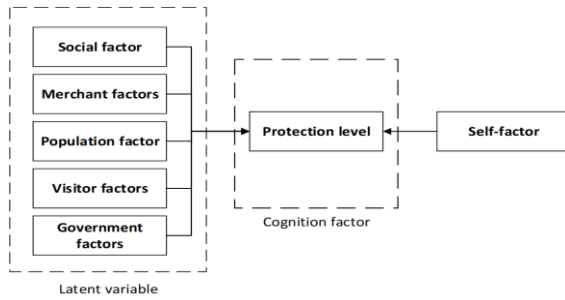 Social factor
Merchant factors
Population factor
Visitor factors
Government
factors
Latent variable
Protection level
Cognition factor
Self-factor